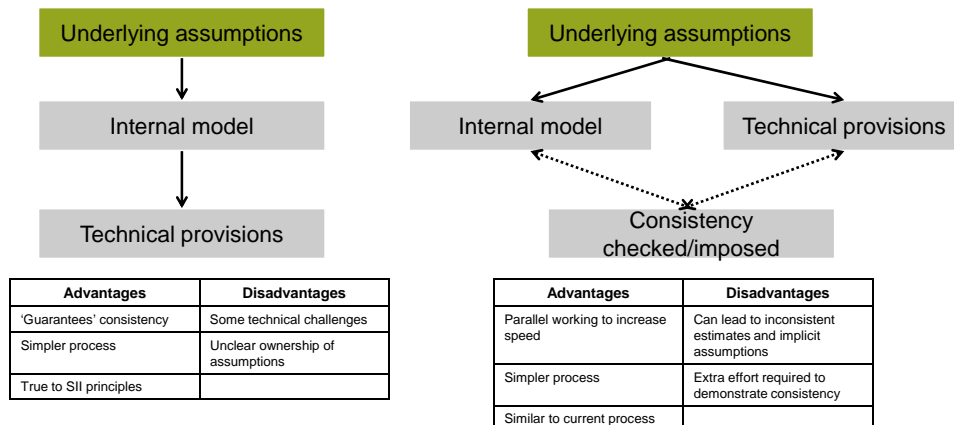 Underlying assumptions
Internal model
Technical provisions
Advantages Disadvantages
‘Guarantees’ consistency Some technical challenges
Simpler process Unclear ownership of
assumptions
True to SII principles
Underlying assumptions
Internal model Technical provisions
Consistency
checked/imposed
Advantages Disadvantages
Parallel working to increase Can lead to inconsistent
speed estimates and implicit
assumptions
Simpler process Extra effort required to
demonstrate consistency
Similar to current process